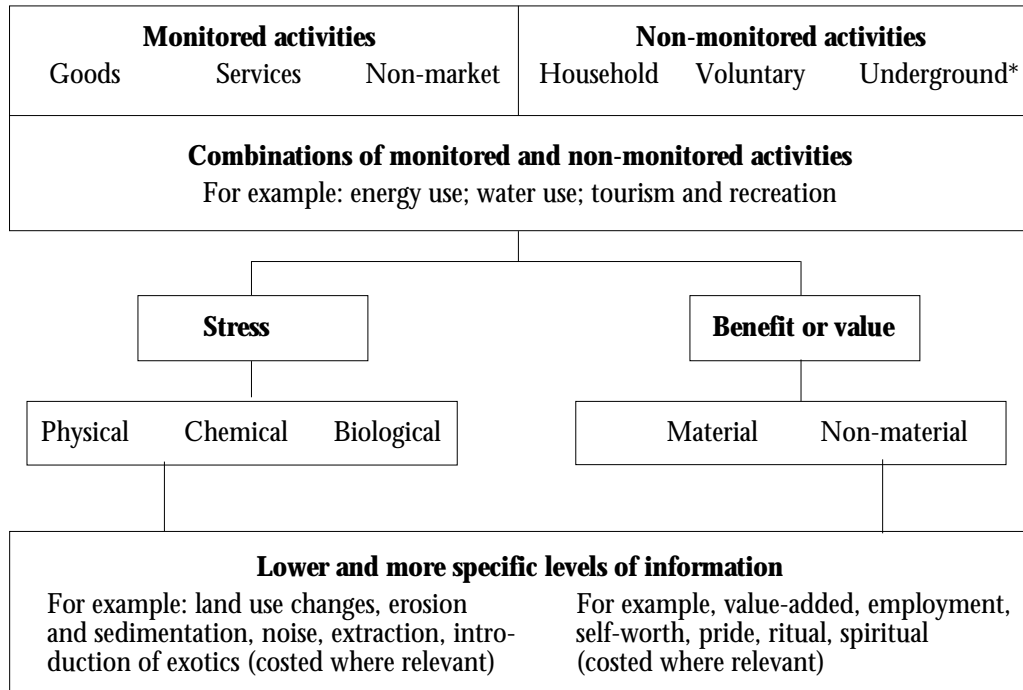 Monitored activities
Goods Services Non-market
Non-monitored activities
Household Voluntary Underground*
Combinations of monitored and non-monitored activities
For example: energy use; water use; tourism and recreation
Stress
Benefit or value
Physical Chemical Biological
Material Non-material
Lower and more specific levels of information
For example: land use changes, erosion
and sedimentation, noise, extraction, intro-
duction of exotics (costed where relevant)
For example, value-added, employment,
self-worth, pride, ritual, spiritual
(costed where relevant)